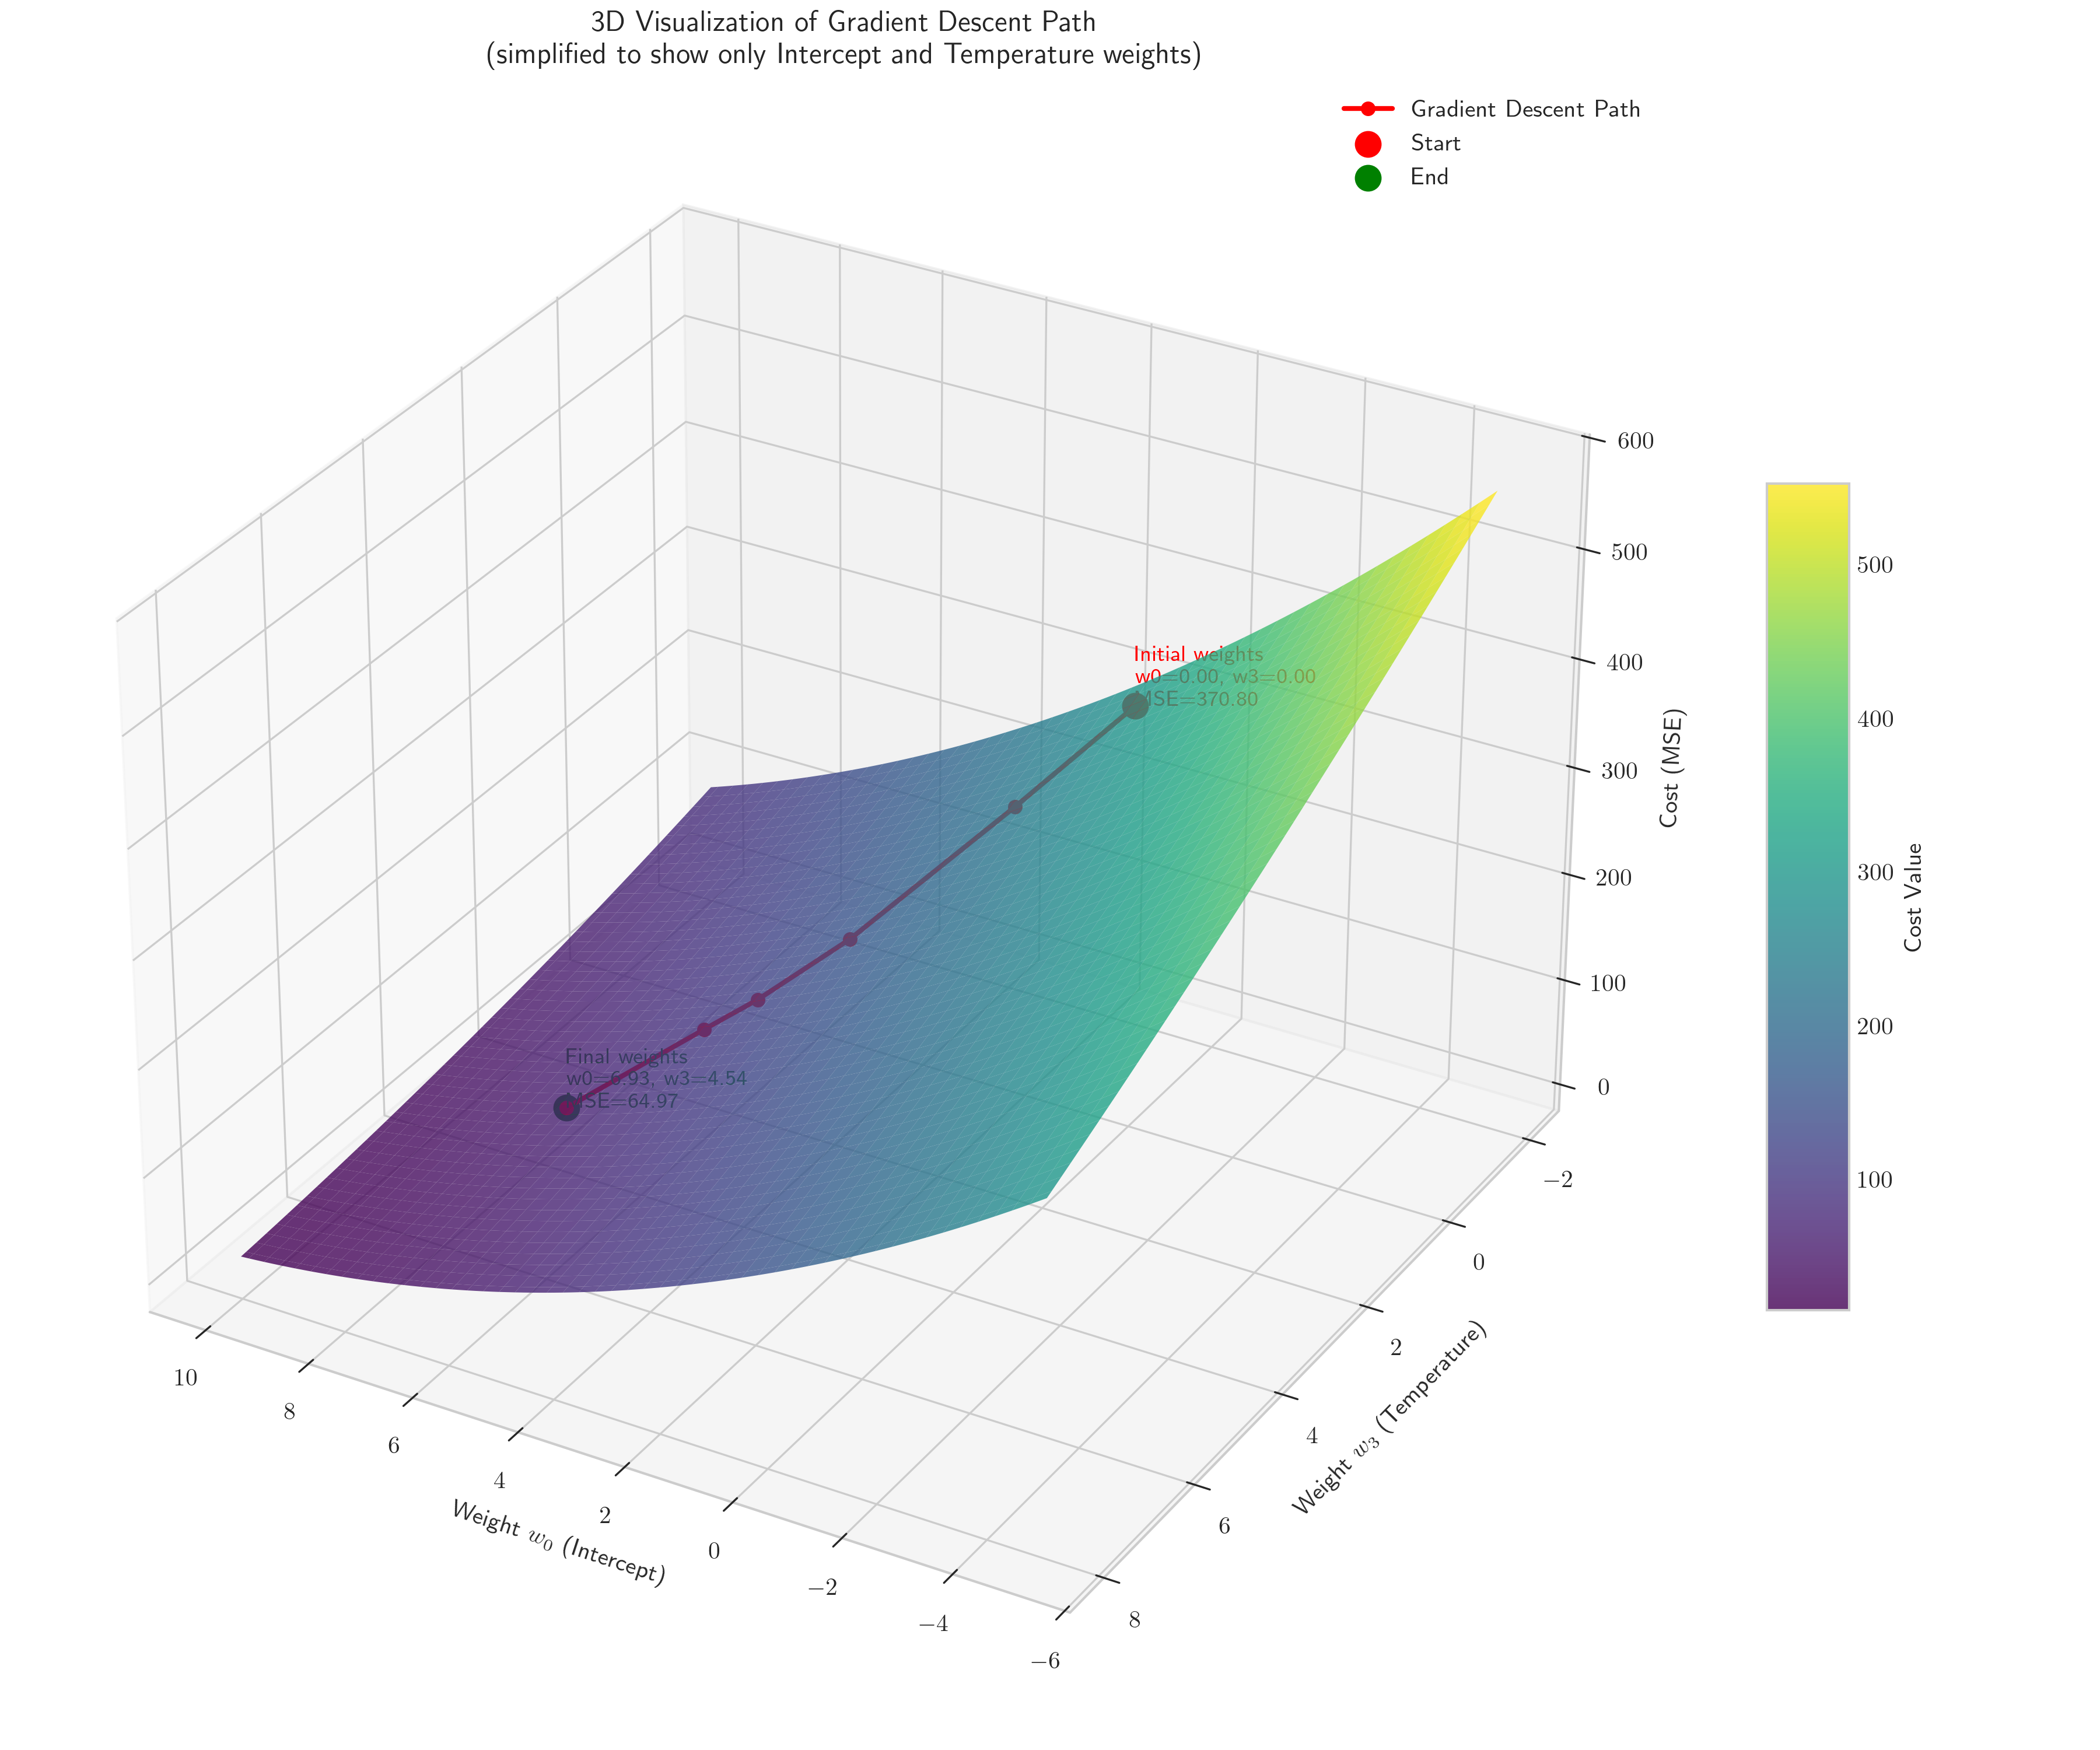 3D Visualization of Gradient Descent Path
(simplified to show only Intercept and Temperature weights)
Gradient Descent Path
Start
End
Initial weights
w0=0.00, w3=0.00
MSE=370.80
Final weights
w0=6.93, w3=4.54
MSE=64.97
600
500
400
300
200
100
0
Cost (MSE)
−2
0
2
4
6
8
Weight w₃ (Temperature)
10
8
6
4
2
0
−2
−4
−6
Weight w₀ (Intercept)
500
400
300
200
100
Cost Value